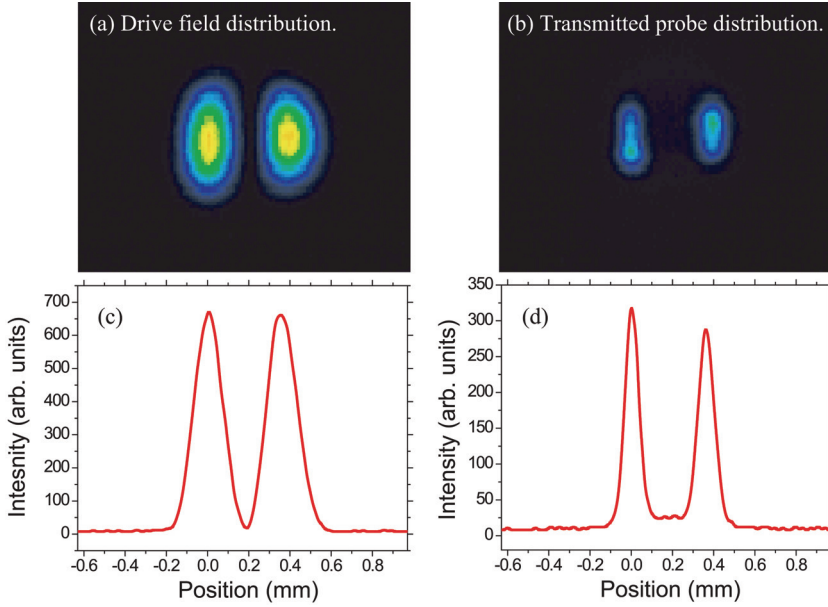 (a) Drive field distribution.
(b) Transmitted probe distribution.
(c)
Intesnity (arb. units)
700
600
500
400
300
200
100
0
-0.6 -0.4 -0.2 0.0 0.2 0.4 0.6 0.8
Position (mm)
(d)
Intensity (arb. units)
350
300
250
200
150
100
50
0
-0.6 -0.4 -0.2 0.0 0.2 0.4 0.6 0.8
Position (mm)